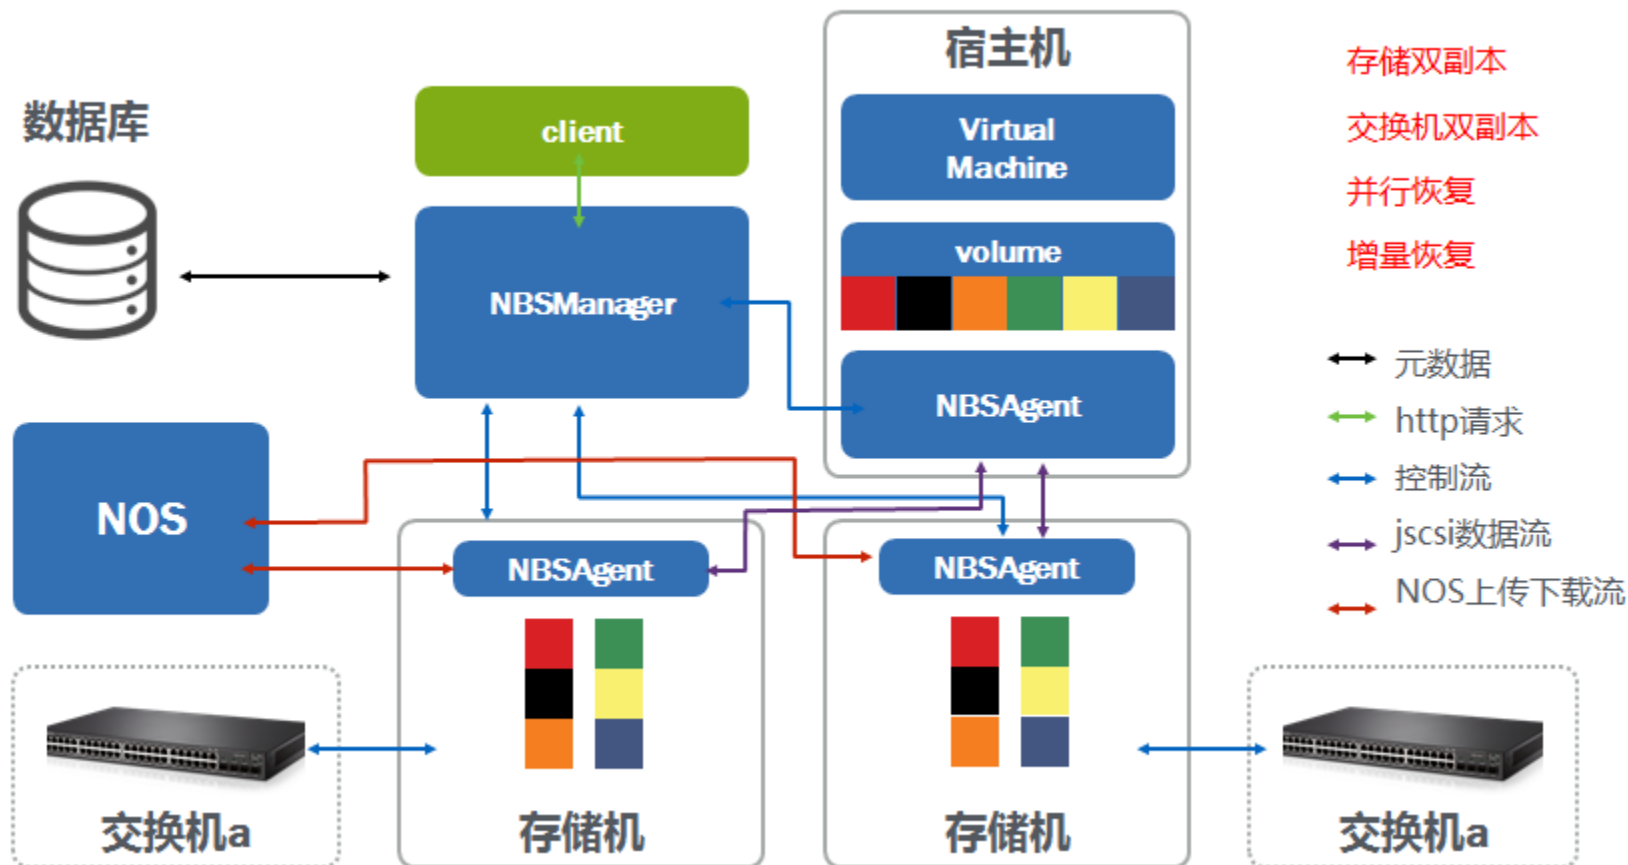 宿主机
存储双副本
数据库
client
Virtual
Machine
交换机双副本
并行恢复
volume
增量恢复
NBSManager
元数据
NBSAgent
http请求
控制流
NOS
jscsi数据流
NBSAgent
NBSAgent
NOS上传下载流
交换机a
存储机
存储机
交换机a